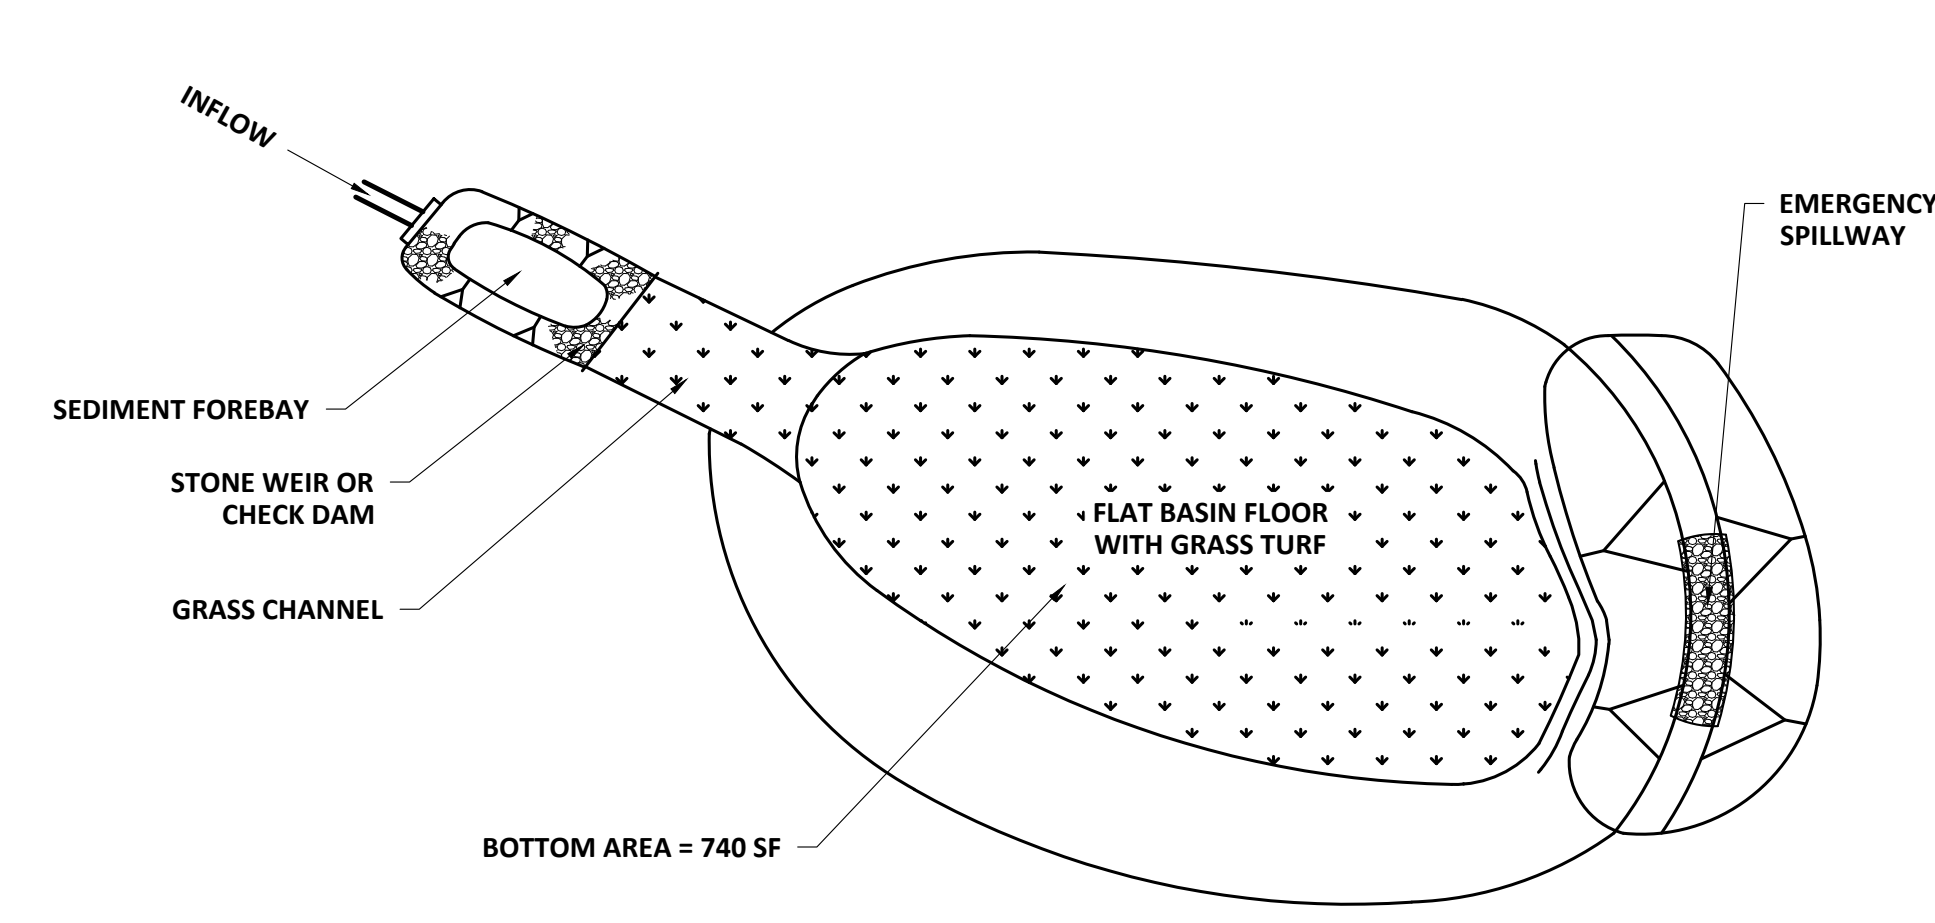 INFLOW
EMERGENCY
SPILLWAY
SEDIMENT FOREBAY
STONE WEIR OR
CHECK DAM
FLAT BASIN FLOOR
WITH GRASS TURF
GRASS CHANNEL
BOTTOM AREA = 740 SF